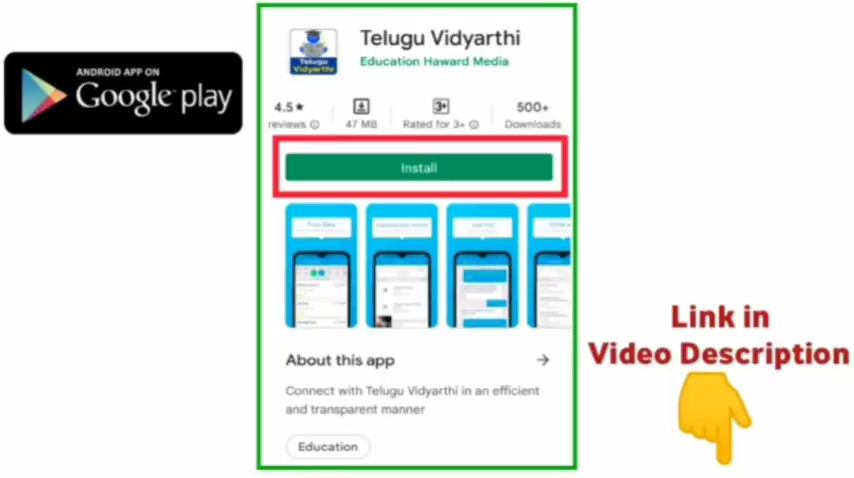 ANDROID APP ON
Google play
Telugu
Vidyarthi
Telugu Vidyarthi
Education Haward Media
4.5★
reviews
47 MB
3+
Rated for 3+
500+
Downloads
Install
About this app
Connect with Telugu Vidyarthi in an efficient
and transparent manner
Education
Link in
Video Description